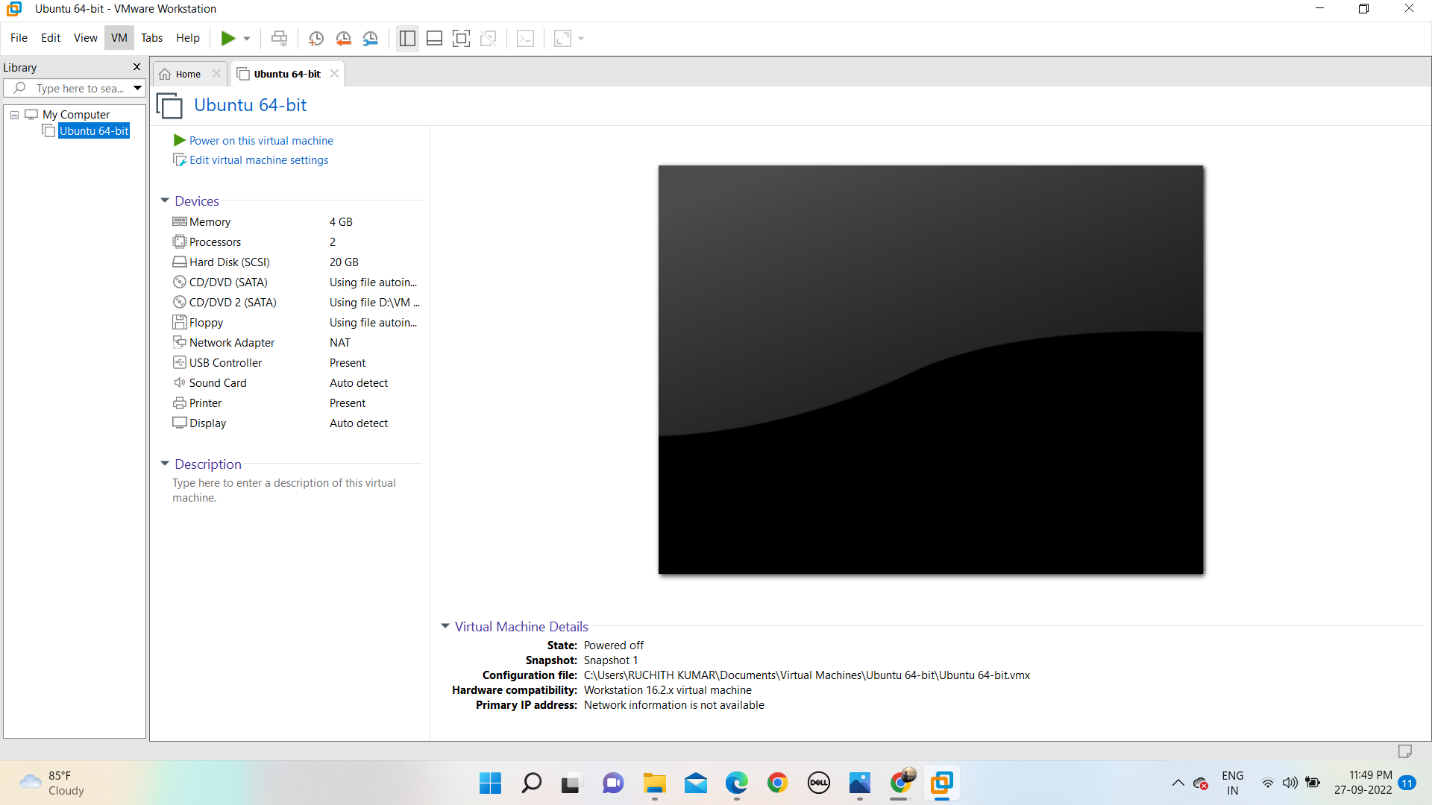 Ubuntu 64-bit - VMware Workstation
File Edit View VM Tabs Help
Library
Type here to sea...
My Computer
Ubuntu 64-bit
Home
Ubuntu 64-bit
Ubuntu 64-bit
Power on this virtual machine
Edit virtual machine settings
Devices
Memory 4 GB
Processors 2
Hard Disk (SCSI) 20 GB
CD/DVD (SATA) Using file autoin...
CD/DVD 2 (SATA) Using file D:\VM ...
Floppy Using file autoin...
Network Adapter NAT
USB Controller Present
Sound Card Auto detect
Printer Present
Display Auto detect
Description
Type here to enter a description of this virtual
machine.
Virtual Machine Details
State: Powered off
Snapshot: Snapshot 1
Configuration file: C:\Users\RUCHITH KUMAR\Documents\Virtual Machines\Ubuntu 64-bit\Ubuntu 64-bit.vmx
Hardware compatibility: Workstation 16.2.x virtual machine
Primary IP address: Network information is not available
85°F
Cloudy
DELL
ENG
IN
11:49 PM
27-09-2022
11